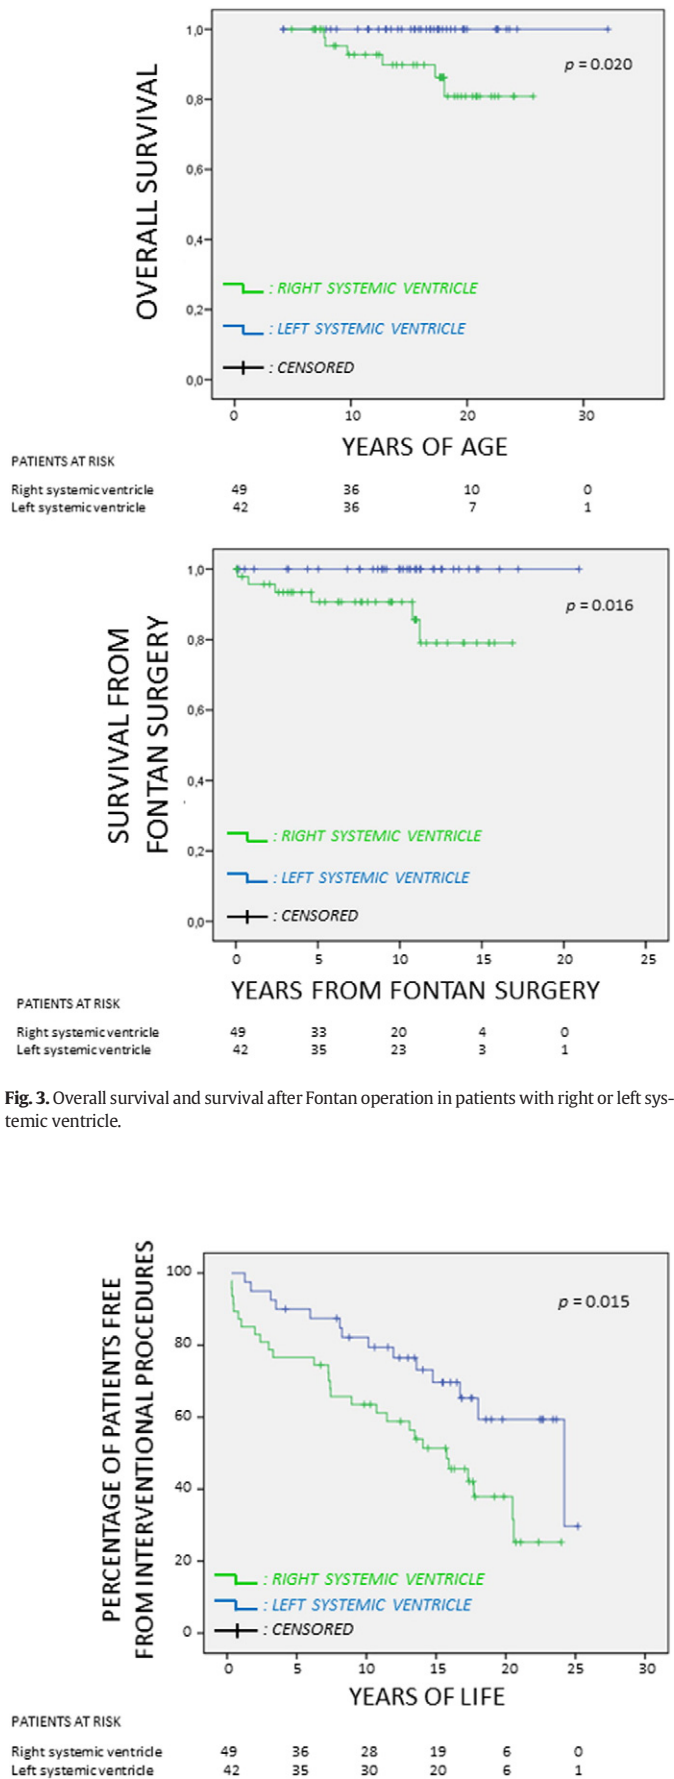 OVERALL SURVIVAL
1,0
0,8
0,6
0,4
0,2
0,0
p = 0.020
: RIGHT SYSTEMIC VENTRICLE
: LEFT SYSTEMIC VENTRICLE
: CENSORED
0 10 20 30
YEARS OF AGE
PATIENTS AT RISK
Right systemic ventricle 49 36 10 0
Left systemic ventricle 42 36 7 1
SURVIVAL FROM
FONTAN SURGERY
1,0
0,8
0,6
0,4
0,2
0,0
p = 0.016
: RIGHT SYSTEMIC VENTRICLE
: LEFT SYSTEMIC VENTRICLE
: CENSORED
0 5 10 15 20 25
YEARS FROM FONTAN SURGERY
PATIENTS AT RISK
Right systemic ventricle 49 33 20 4 0
Left systemic ventricle 42 35 23 3 1
Fig. 3. Overall survival and survival after Fontan operation in patients with right or left sys-
temic ventricle.
PERCENTAGE OF PATIENTS FREE
FROM INTERVENTIONAL PROCEDURES
100
80
60
40
20
0
p = 0.015
: RIGHT SYSTEMIC VENTRICLE
: LEFT SYSTEMIC VENTRICLE
: CENSORED
0 5 10 15 20 25 30
YEARS OF LIFE
PATIENTS AT RISK
Right systemic ventricle 49 36 28 19 6 0
Left systemic ventricle 42 35 30 20 6 1